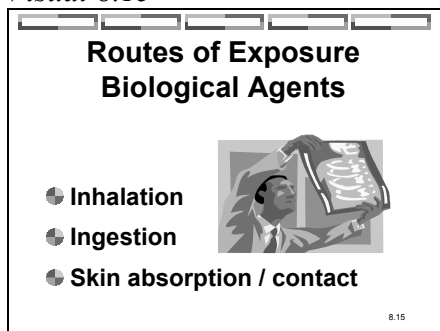 Routes of Exposure
Biological Agents
Inhalation
Ingestion
Skin absorption / contact
8.15